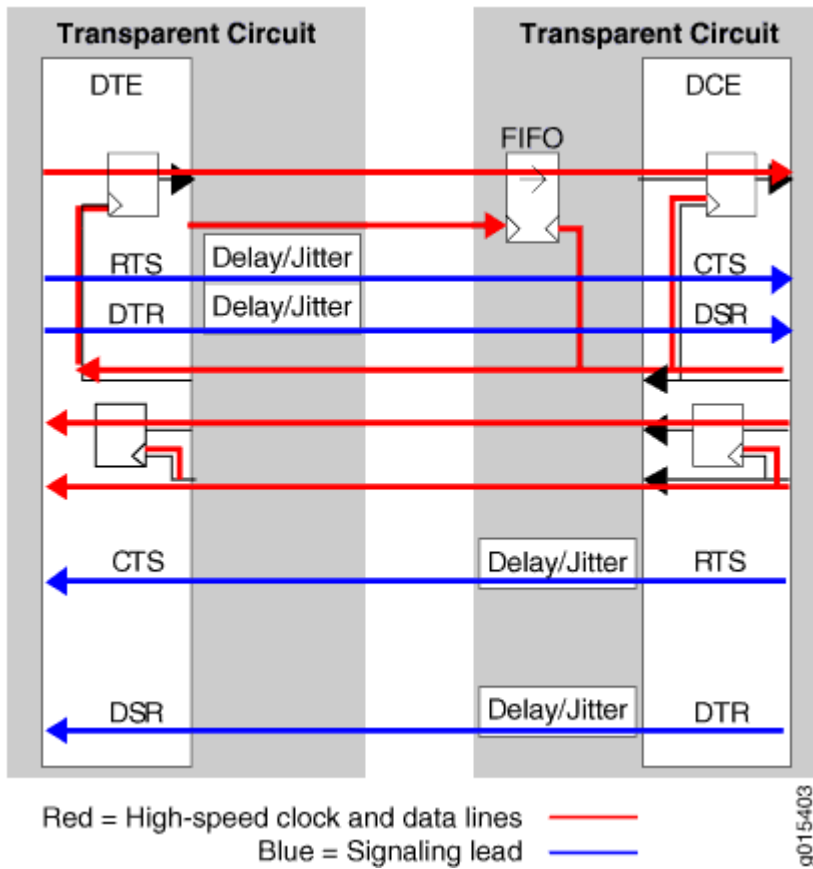 Transparent Circuit
Transparent Circuit
DTE
DCE
FIFO
RTS
Delay/Jitter
CTS
DTR
Delay/Jitter
DSR
CTS
Delay/Jitter
RTS
DSR
Delay/Jitter
DTR
Red = High-speed clock and data lines
Blue = Signaling lead
g015403